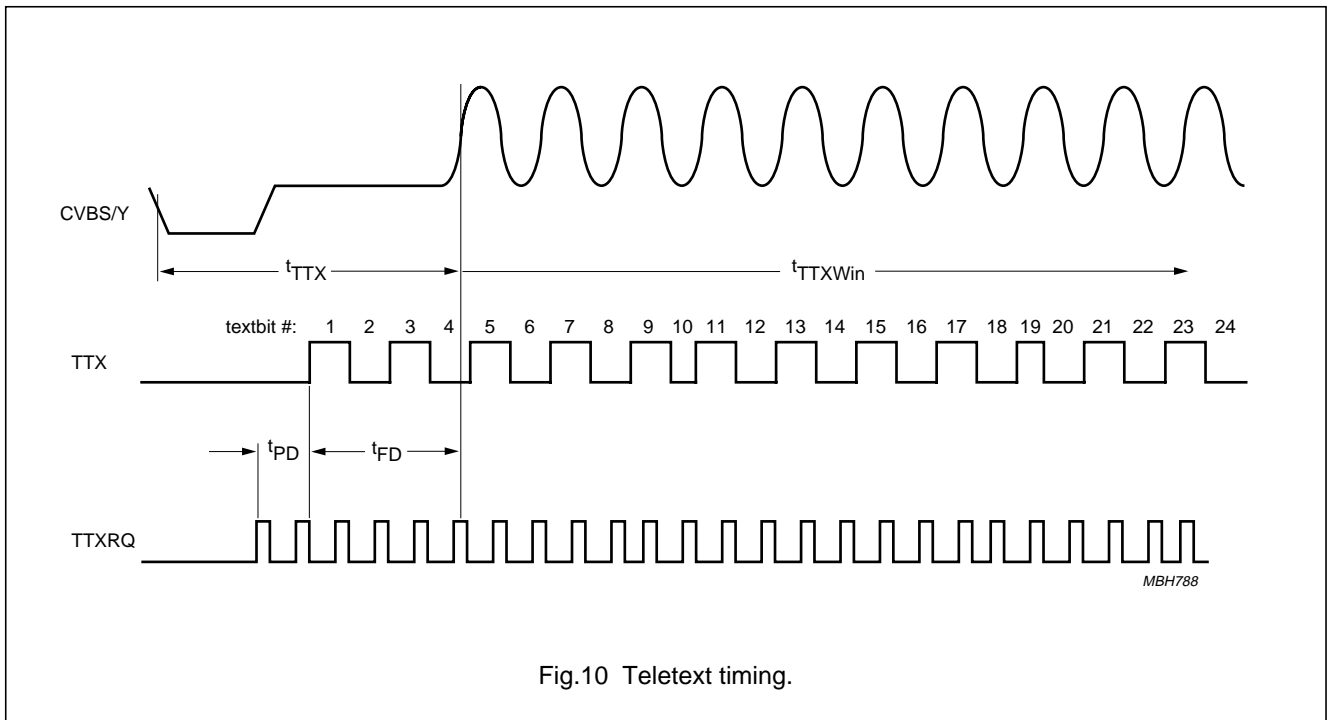 CVBS/Y
tTTX
tTTXWin
textbit #: 1 2 3 4 5 6 7 8 9 10 11 12 13 14 15 16 17 18 19 20 21 22 23 24
TTX
tPD
tFD
TTXRQ
MBH788
Fig.10 Teletext timing.